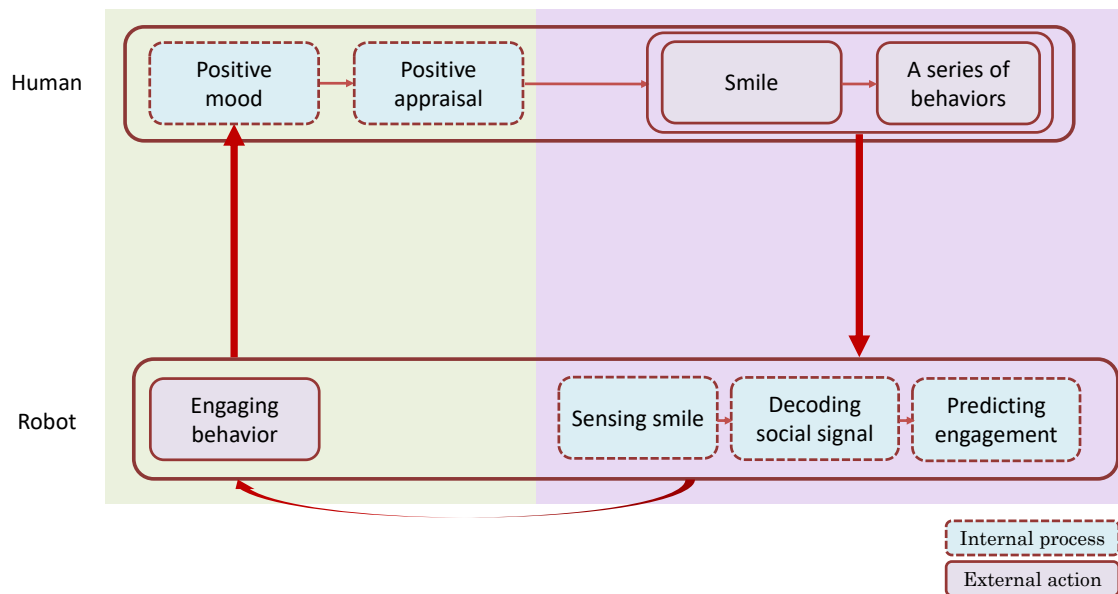 Human
Positive
mood
Positive
appraisal
Smile
A series of
behaviors
Robot
Engaging
behavior
Sensing smile
Decoding
social signal
Predicting
engagement
Internal process
External action